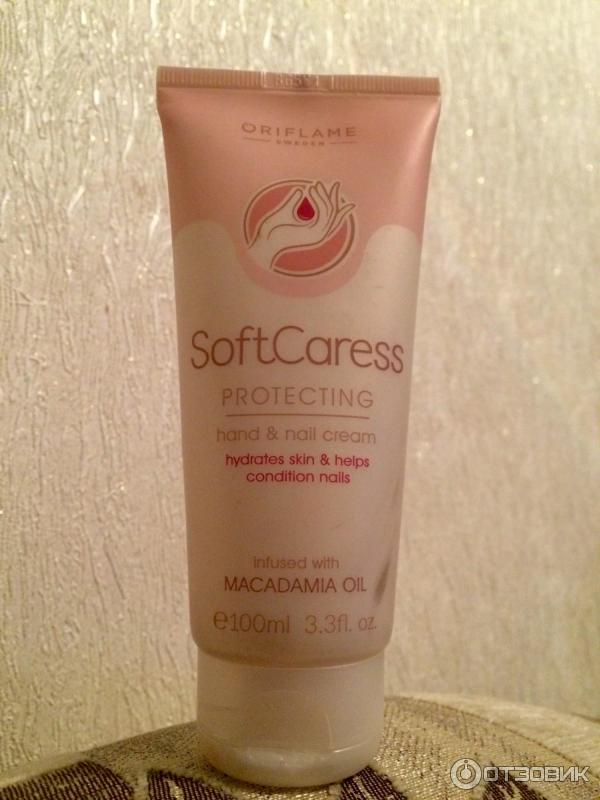 ORIFLAME
SWEDEN
SoftCaress
PROTECTING
hand & nail cream
hydrates skin & helps
condition nails
infused with
MACADAMIA OIL
e100ml 3.3fl. oz.
ОТЗОВИК